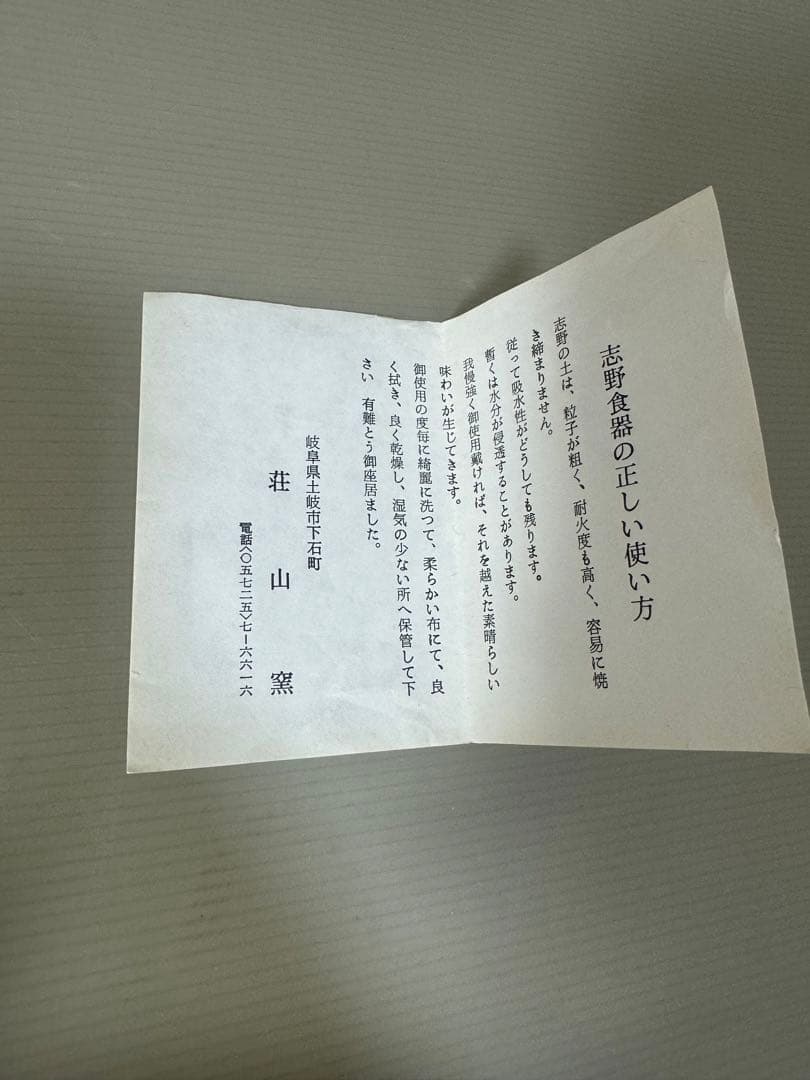 志野食器の正しい使い方
志野の土は、粒子が粗く、耐火度も高く、容易に焼
き締まりません。
従って吸水性がどうしても残ります。
暫くは水分が侵透することがあります。
我慢強く御使用戴ければ、それを越えた素晴らしい
味わいが生じてきます。
御使用の度毎に綺麗に洗つて、柔らかい布にて、良
く拭き、良く乾燥し、湿気の少ない所へ保管して下
さい　有難とう御座居ました。
岐阜県土岐市下石町
荘山窯
電話〈〇五七二五〉七ー六六一六